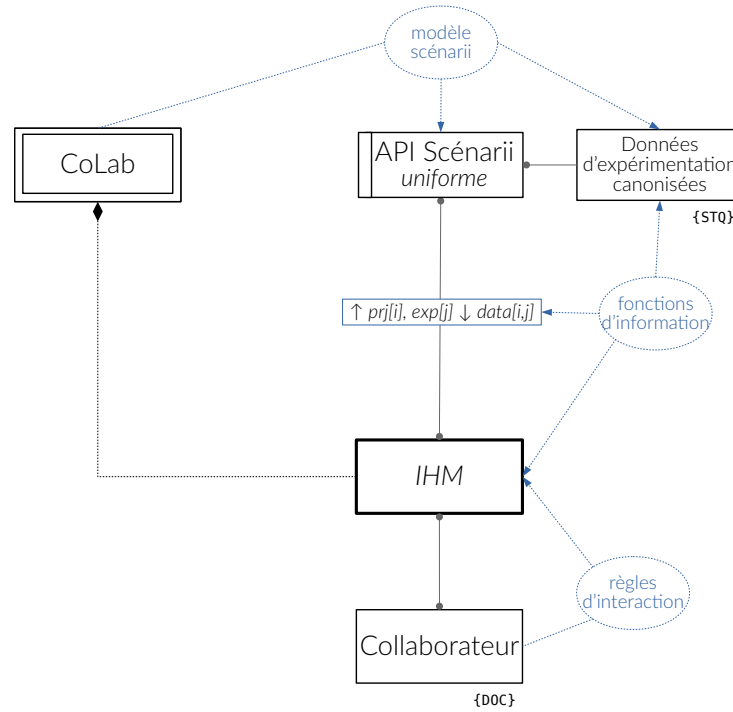 modèle
scénarii
CoLab
API Scénarii
uniforme
Données
d'expérimentation
canonisées
{STQ}
↑ prj[i], exp[j] ↓ data[i,j]
fonctions
d'information
IHM
règles
d'interaction
Collaborateur
{DOC}